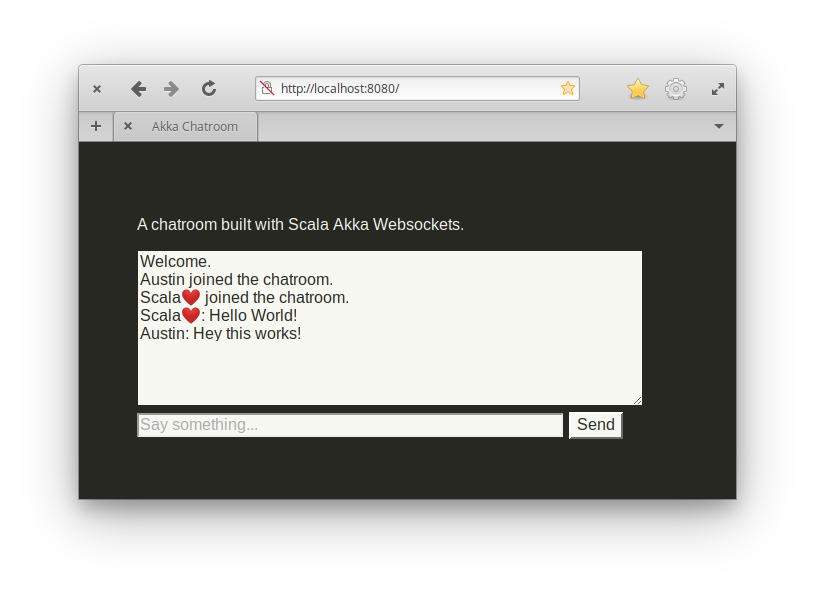 http://localhost:8080/
Akka Chatroom
A chatroom built with Scala Akka Websockets.
Welcome.
Austin joined the chatroom.
Scala❤️ joined the chatroom.
Scala❤️: Hello World!
Austin: Hey this works!
Say something...
Send